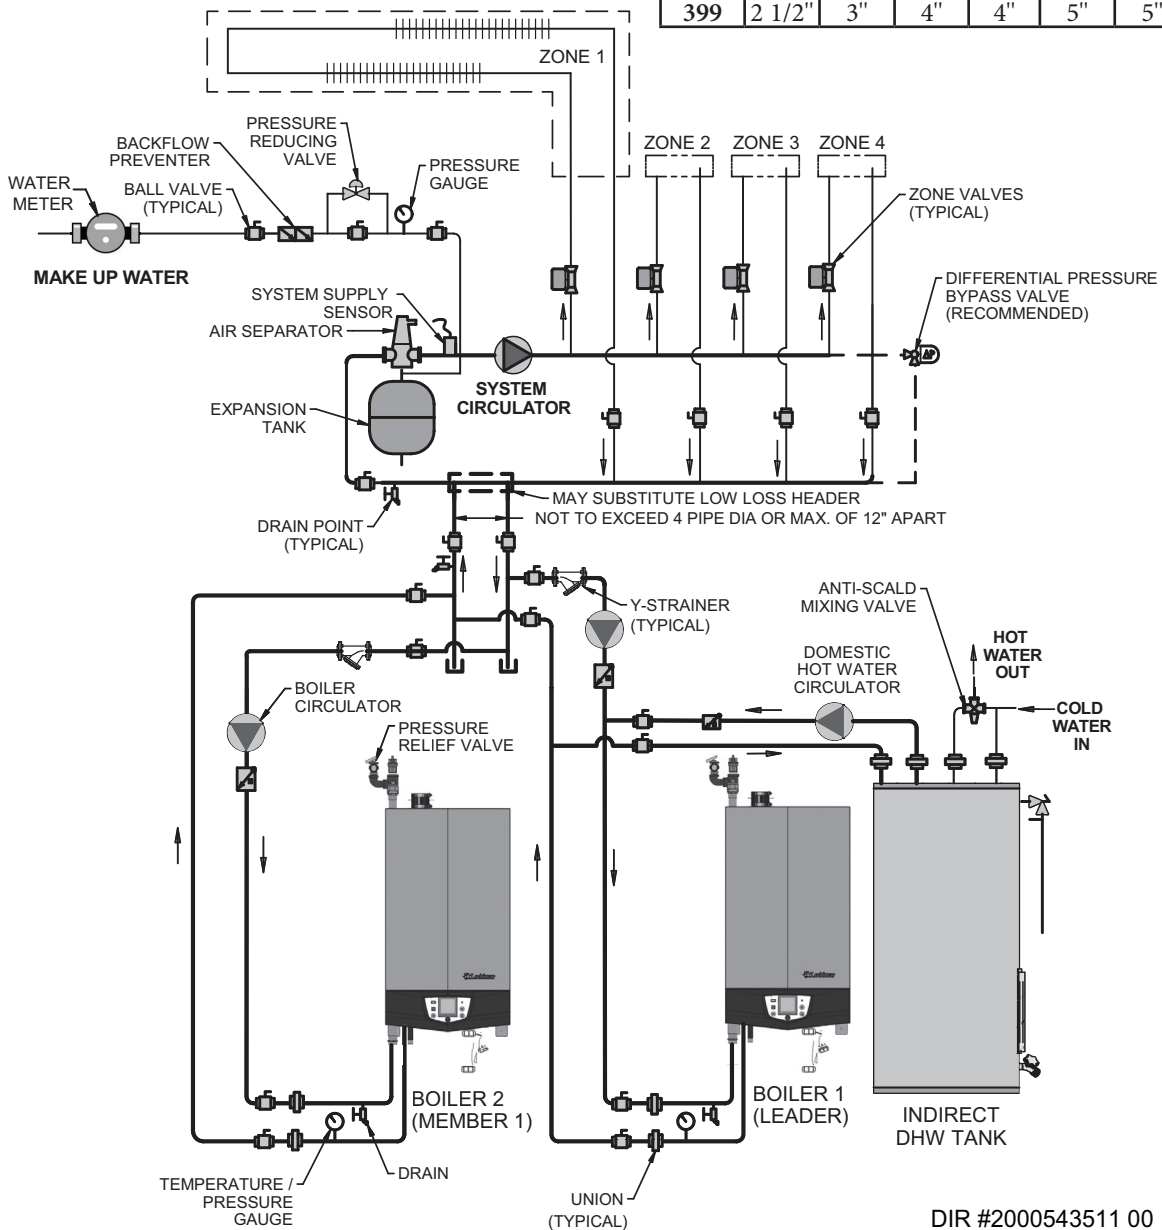 399 2 1/2" 3" 4" 4" 5" 5"
ZONE 1
PRESSURE
REDUCING
VALVE
BACKFLOW
PREVENTER
PRESSURE
GAUGE
WATER
METER
BALL VALVE
(TYPICAL)
MAKE UP WATER
ZONE 2
ZONE 3
ZONE 4
ZONE VALVES
(TYPICAL)
SYSTEM SUPPLY
SENSOR
AIR SEPARATOR
DIFFERENTIAL PRESSURE
BYPASS VALVE
(RECOMMENDED)
ΔP
SYSTEM
CIRCULATOR
EXPANSION
TANK
MAY SUBSTITUTE LOW LOSS HEADER
NOT TO EXCEED 4 PIPE DIA OR MAX. OF 12" APART
DRAIN POINT
(TYPICAL)
Y-STRAINER
(TYPICAL)
ANTI-SCALD
MIXING VALVE
HOT
WATER
OUT
DOMESTIC
HOT WATER
CIRCULATOR
COLD
WATER
IN
BOILER
CIRCULATOR
PRESSURE
RELIEF VALVE
Lochinvar
Lochinvar
BOILER 2
(MEMBER 1)
BOILER 1
(LEADER)
INDIRECT
DHW TANK
DRAIN
TEMPERATURE /
PRESSURE
GAUGE
UNION
(TYPICAL)
DIR #2000543511 00